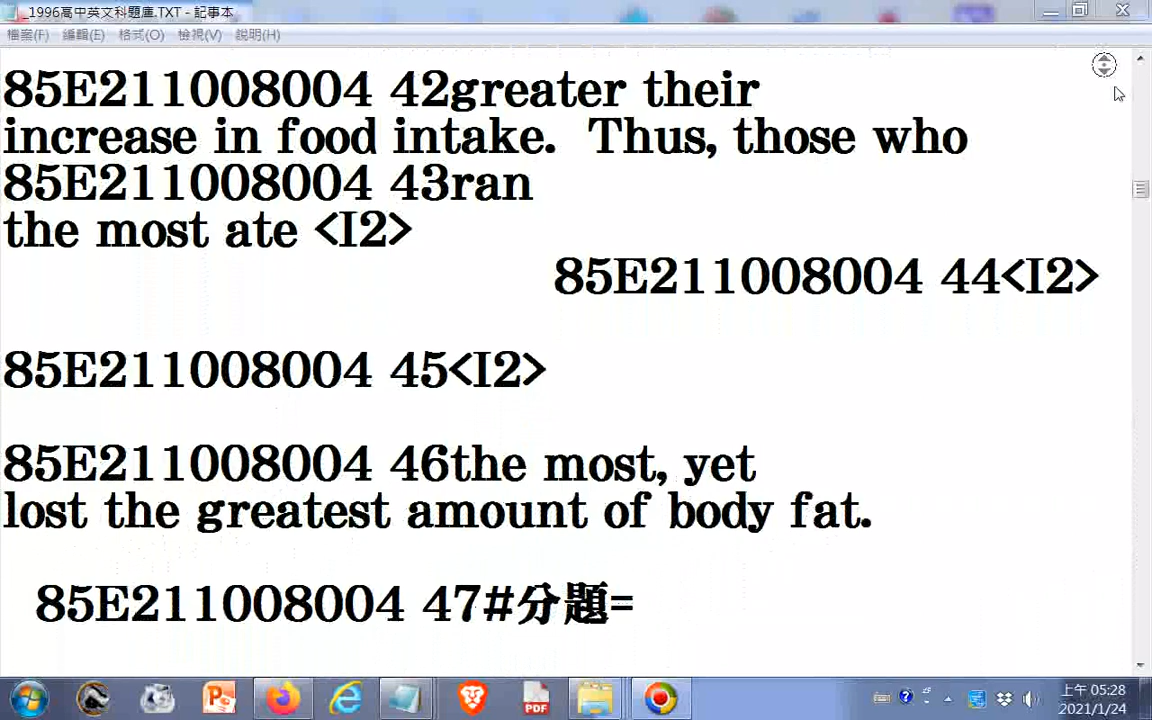 _1996高中英文科題庫.TXT - 記事本
檔案(F) 編輯(E) 格式(O) 檢視(V) 說明(H)
85E211008004 42greater their
increase in food intake.  Thus, those who
85E211008004 43ran
the most ate <I2>
85E211008004 44<I2>
85E211008004 45<I2>
85E211008004 46the most, yet
lost the greatest amount of body fat.
85E211008004 47#分題=
PDF
上午 05:28
2021/1/24